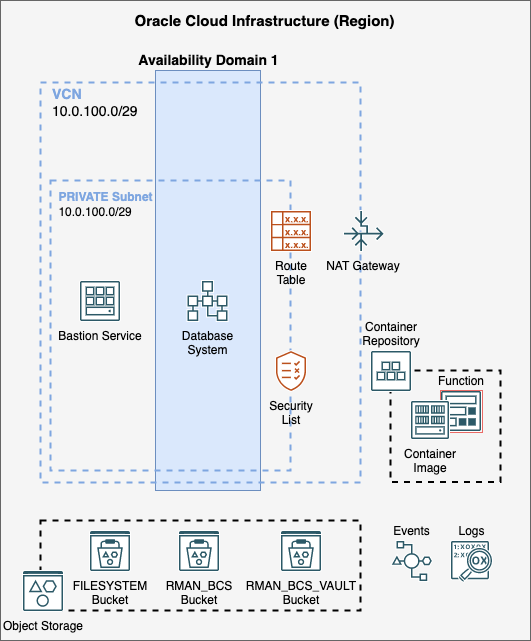 Oracle Cloud Infrastructure (Region)
Availability Domain 1
VCN
10.0.100.0/29
PRIVATE Subnet
10.0.100.0/29
X.X.X.
X.X.X.
X.X.X.
Route
Table
NAT Gateway
Bastion Service
Database
System
Security
List
Container
Repository
Function
Container
Image
FILESYSTEM
Bucket
RMAN_BCS
Bucket
RMAN_BCS_VAULT
Bucket
Object Storage
Events
Logs
1:XOXOX
2:X
OX